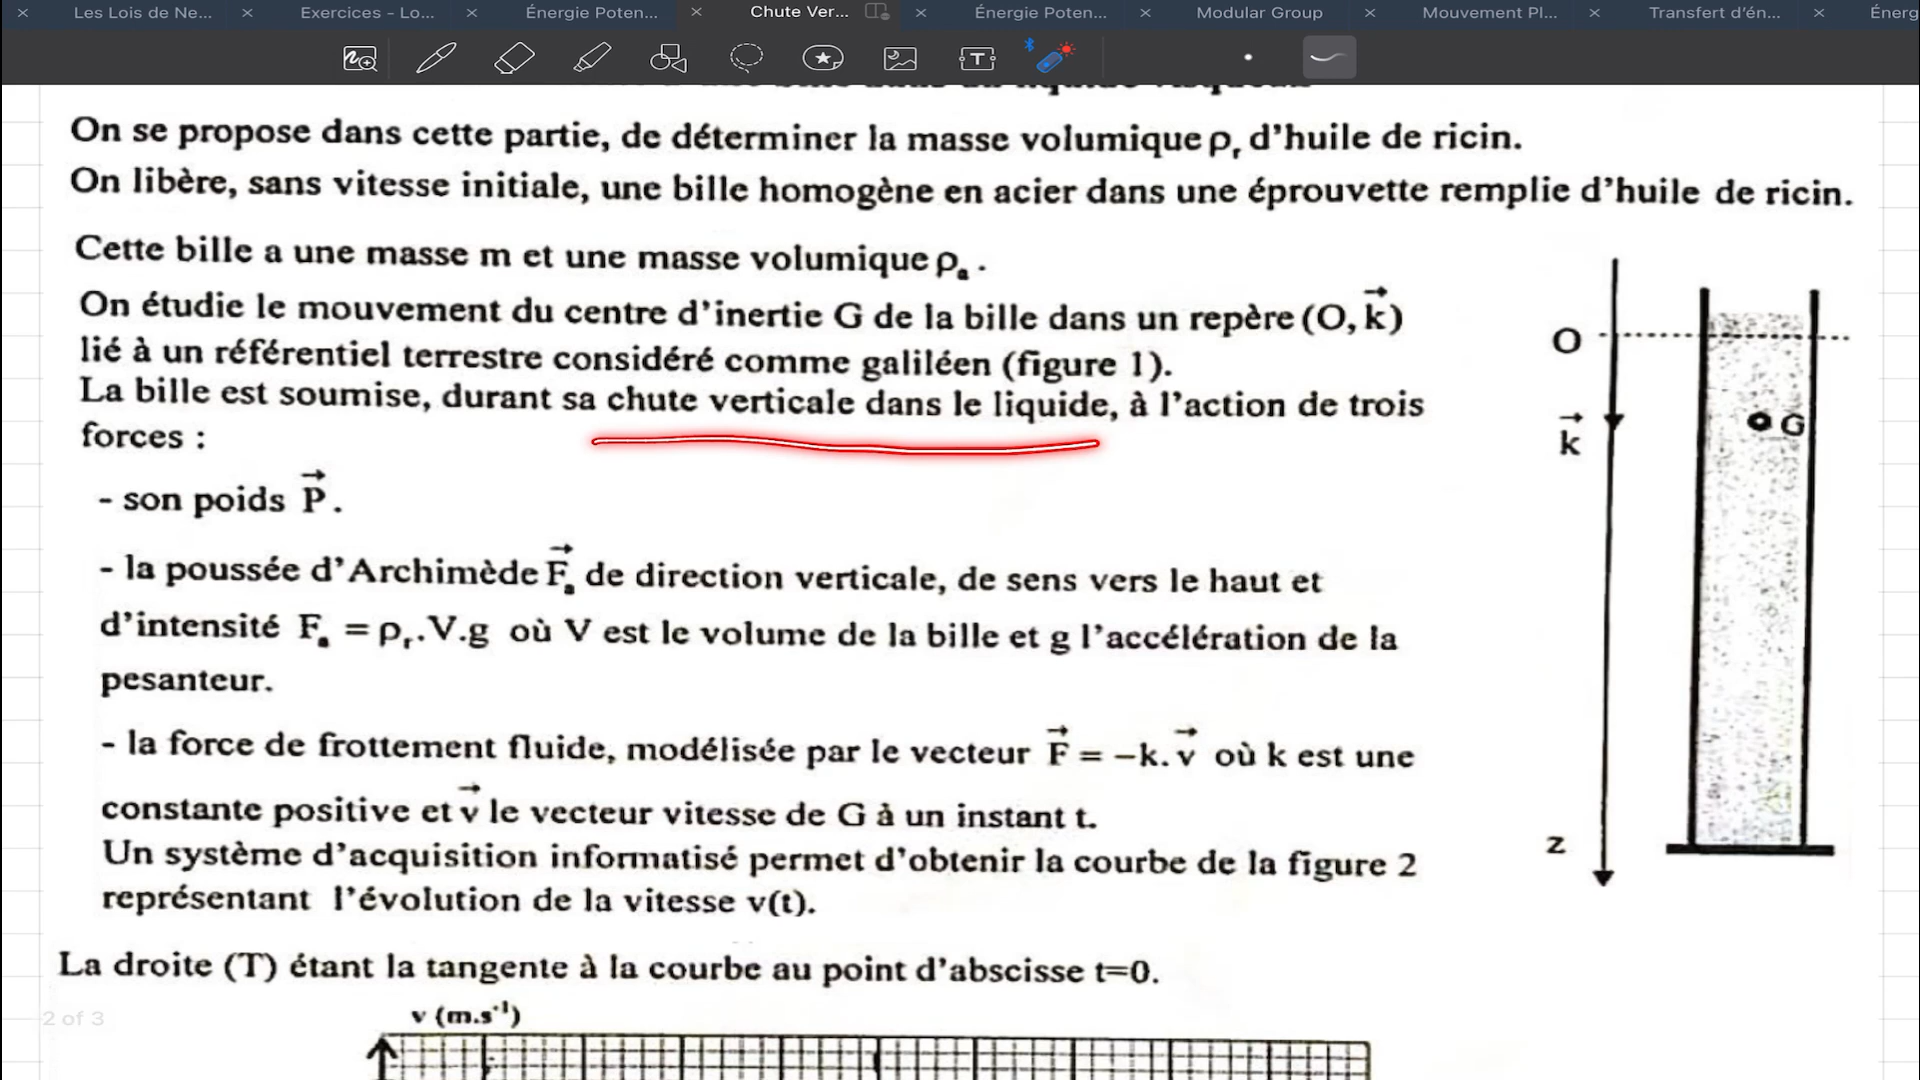 Les Lois de Ne... Exercices – Lo... Énergie Poten... Chute Ver... Énergie Poten... Modular Group Mouvement Pl... Transfert d'én... Énerg
On se propose dans cette partie, de déterminer la masse volumique ρr d'huile de ricin.
On libère, sans vitesse initiale, une bille homogène en acier dans une éprouvette remplie d'huile de ricin.
Cette bille a une masse m et une masse volumique ρa.
On étudie le mouvement du centre d'inertie G de la bille dans un repère (O, k⃗)
lié à un référentiel terrestre considéré comme galiléen (figure 1).
La bille est soumise, durant sa chute verticale dans le liquide, à l'action de trois
forces :
- son poids P⃗.
- la poussée d'Archimède F⃗a de direction verticale, de sens vers le haut et
d'intensité Fa = ρr.V.g où V est le volume de la bille et g l'accélération de la
pesanteur.
- la force de frottement fluide, modélisée par le vecteur F⃗ = −k.v⃗ où k est une
constante positive et v⃗ le vecteur vitesse de G à un instant t.
Un système d'acquisition informatisé permet d'obtenir la courbe de la figure 2
représentant l'évolution de la vitesse v(t).
O
G
k⃗
z
La droite (T) étant la tangente à la courbe au point d'abscisse t=0.
2 of 3
v (m.s⁻¹)